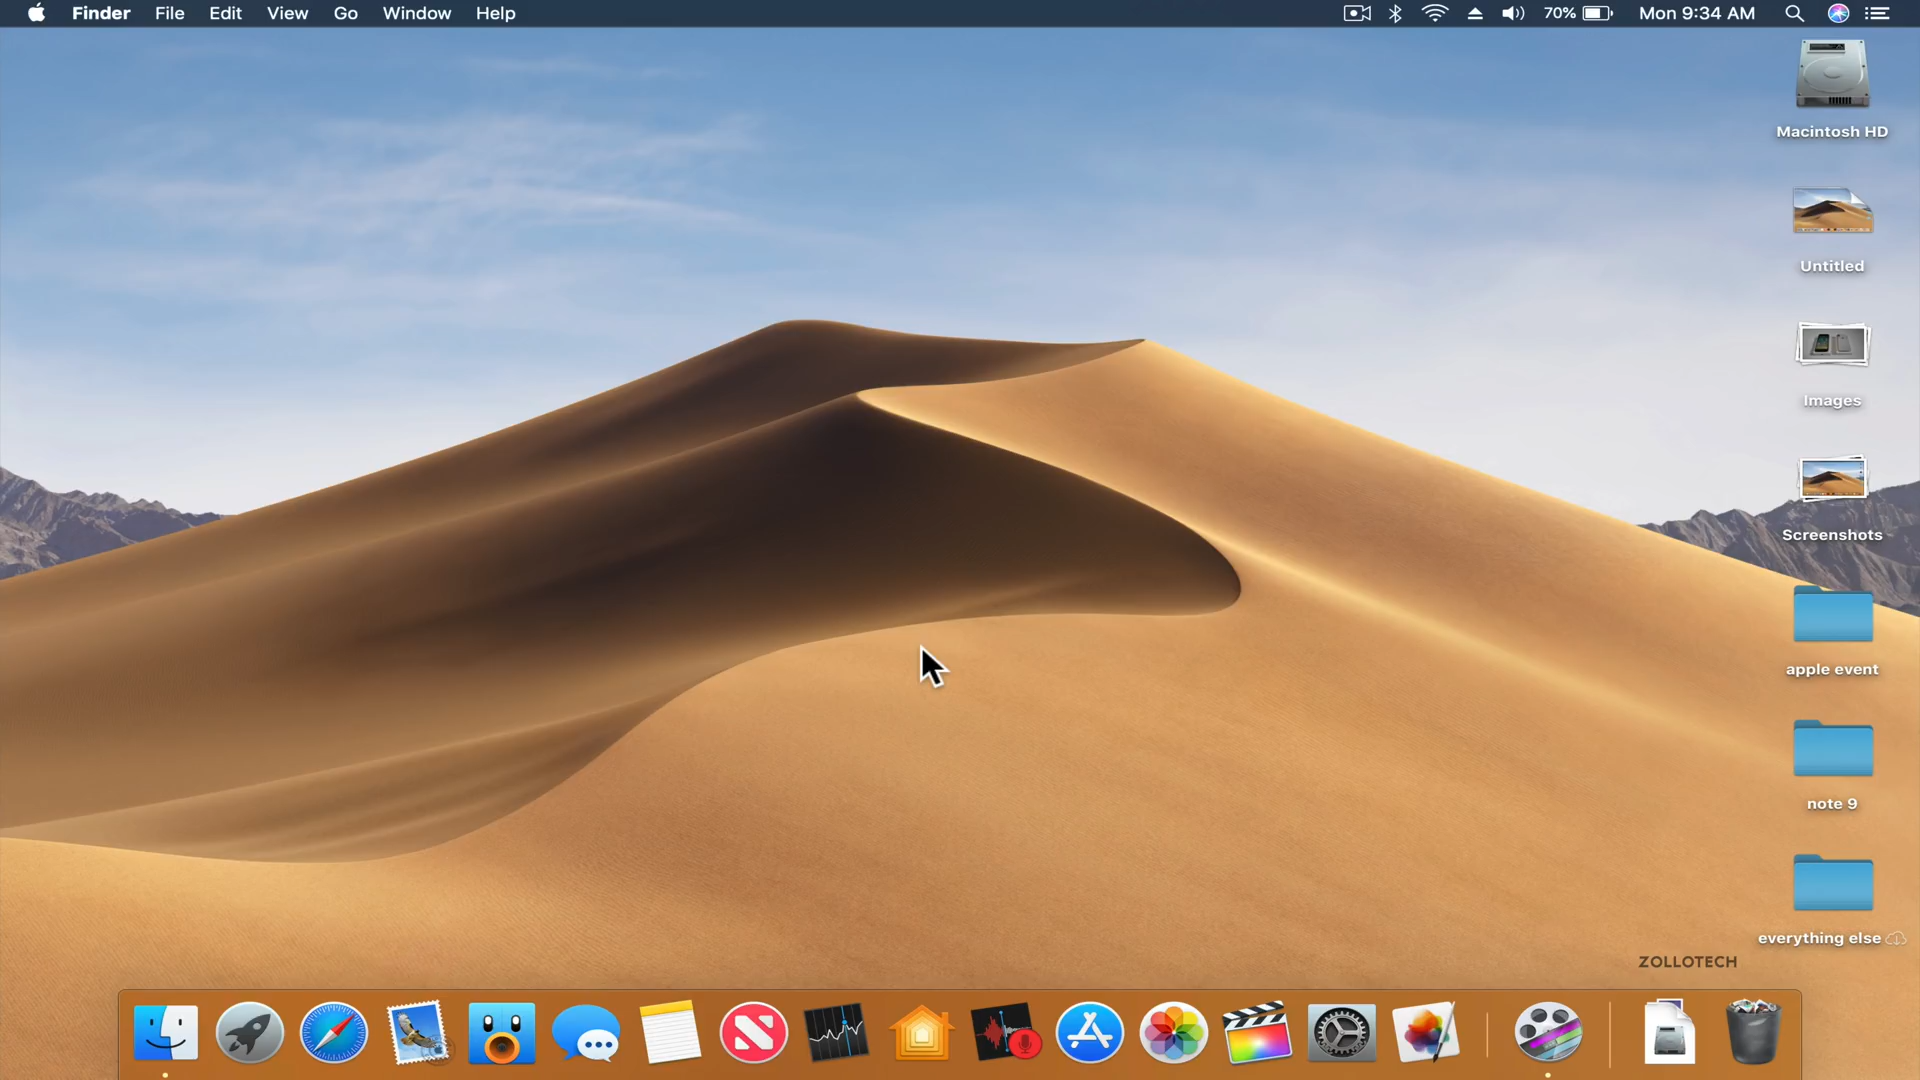 Finder File Edit View Go Window Help 70% Mon 9:34 AM
Macintosh HD
Untitled
Images
Screenshots
apple event
note 9
everything else
ZOLLOTECH